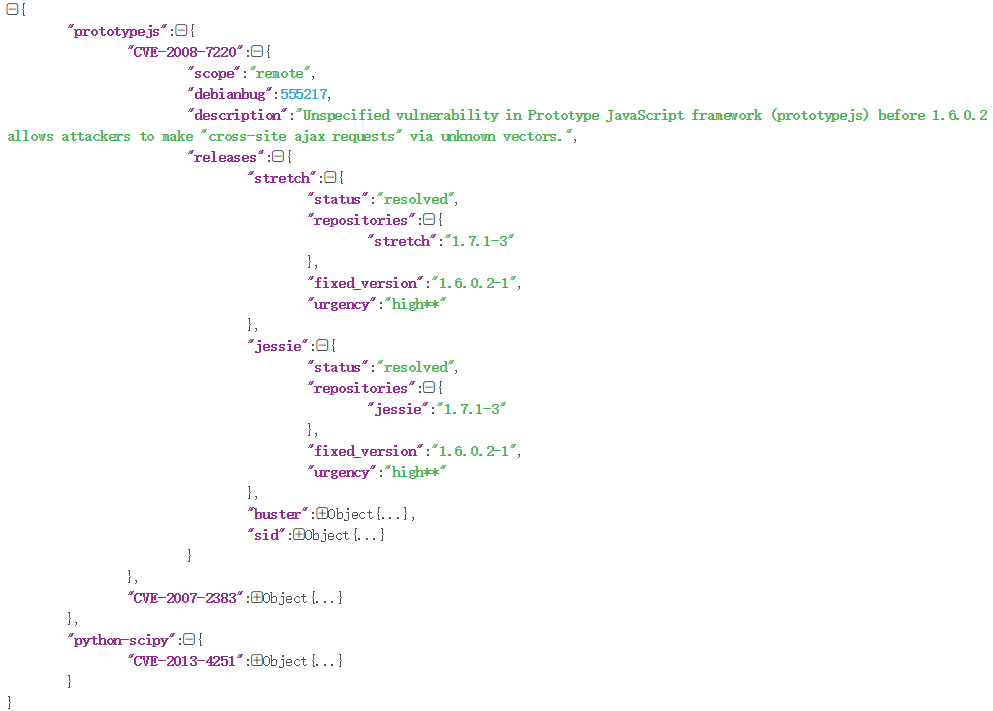 {
"prototypejs":{
"CVE-2008-7220":{
"scope":"remote",
"debianbug":555217,
"description":"Unspecified vulnerability in Prototype JavaScript framework (prototypejs) before 1.6.0.2
allows attackers to make "cross-site ajax requests" via unknown vectors.",
"releases":{
"stretch":{
"status":"resolved",
"repositories":{
"stretch":"1.7.1-3"
},
"fixed_version":"1.6.0.2-1",
"urgency":"high**"
},
"jessie":{
"status":"resolved",
"repositories":{
"jessie":"1.7.1-3"
},
"fixed_version":"1.6.0.2-1",
"urgency":"high**"
},
"buster":Object{...},
"sid":Object{...}
}
},
"CVE-2007-2383":Object{...}
},
"python-scipy":{
"CVE-2013-4251":Object{...}
}
}